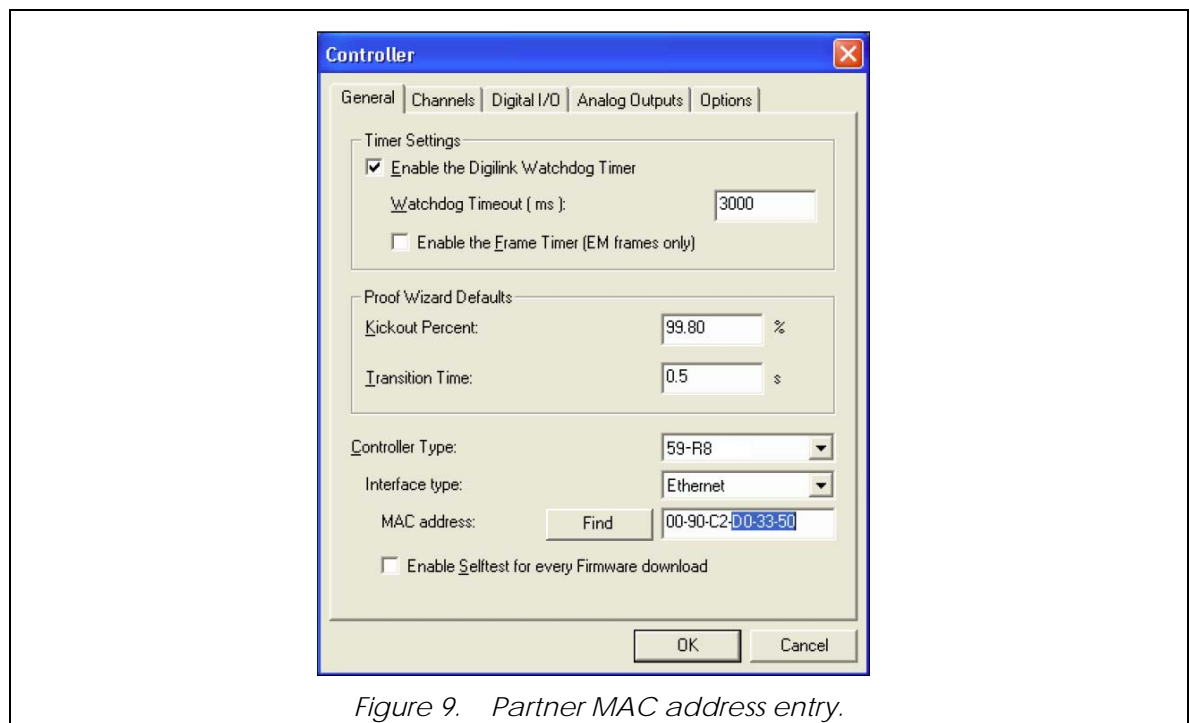 Controller
General Channels Digital I/O Analog Outputs Options
Timer Settings
Enable the Digilink Watchdog Timer
Watchdog Timeout ( ms ): 3000
Enable the Frame Timer (EM frames only)
Proof Wizard Defaults
Kickout Percent: 99.80 %
Transition Time: 0.5 s
Controller Type: 59-R8
Interface type: Ethernet
MAC address: Find 00-90-C2-D0-33-50
Enable Selftest for every Firmware download
OK Cancel
Figure 9. Partner MAC address entry.